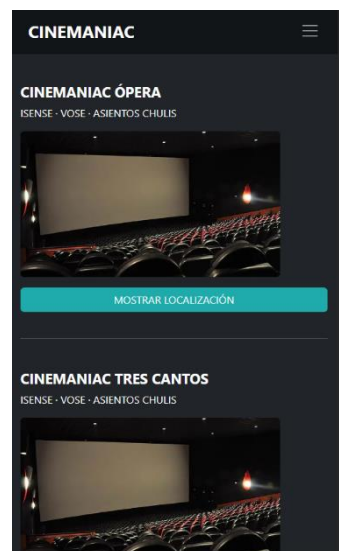 CINEMANIAC
CINEMANIAC ÓPERA
ISENSE · VOSE · ASIENTOS CHULIS
MOSTRAR LOCALIZACIÓN
CINEMANIAC TRES CANTOS
ISENSE · VOSE · ASIENTOS CHULIS